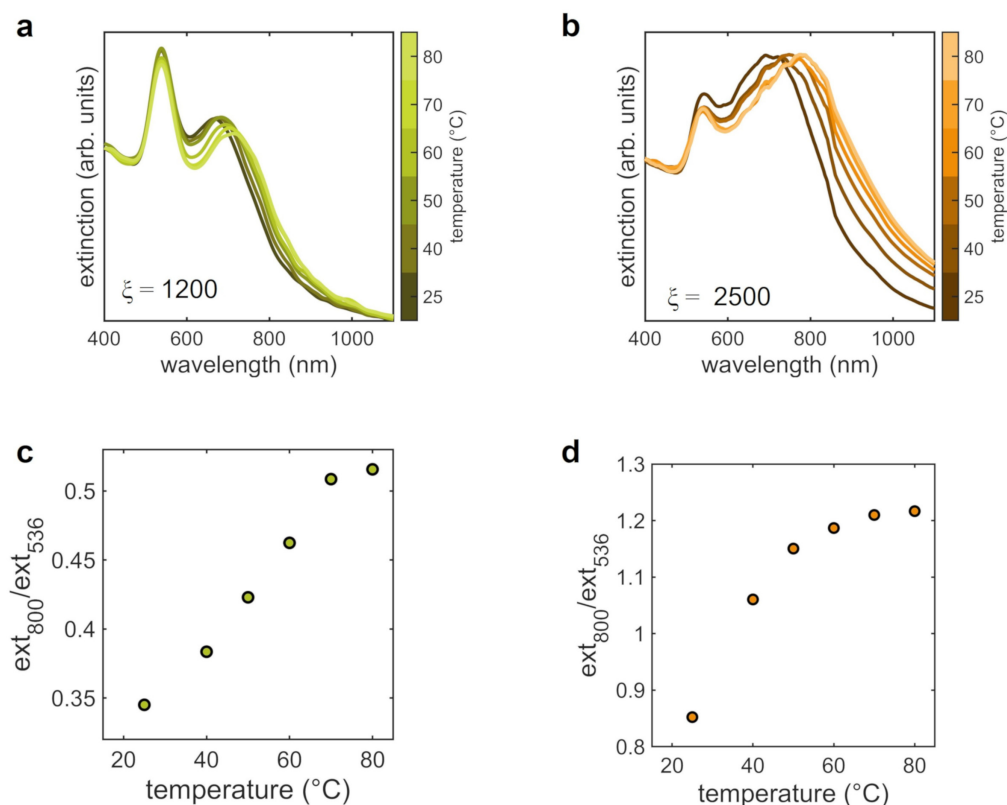 a
extinction (arb. units)
ξ = 1200
400
600
800
1000
wavelength (nm)
80
70
60
50
40
25
temperature (°C)
b
extinction (arb. units)
ξ = 2500
400
600
800
1000
wavelength (nm)
80
70
60
50
40
25
temperature (°C)
c
ext800/ext536
0.5
0.45
0.4
0.35
20
40
60
80
temperature (°C)
d
ext800/ext536
1.3
1.2
1.1
1
0.9
0.8
20
40
60
80
temperature (°C)